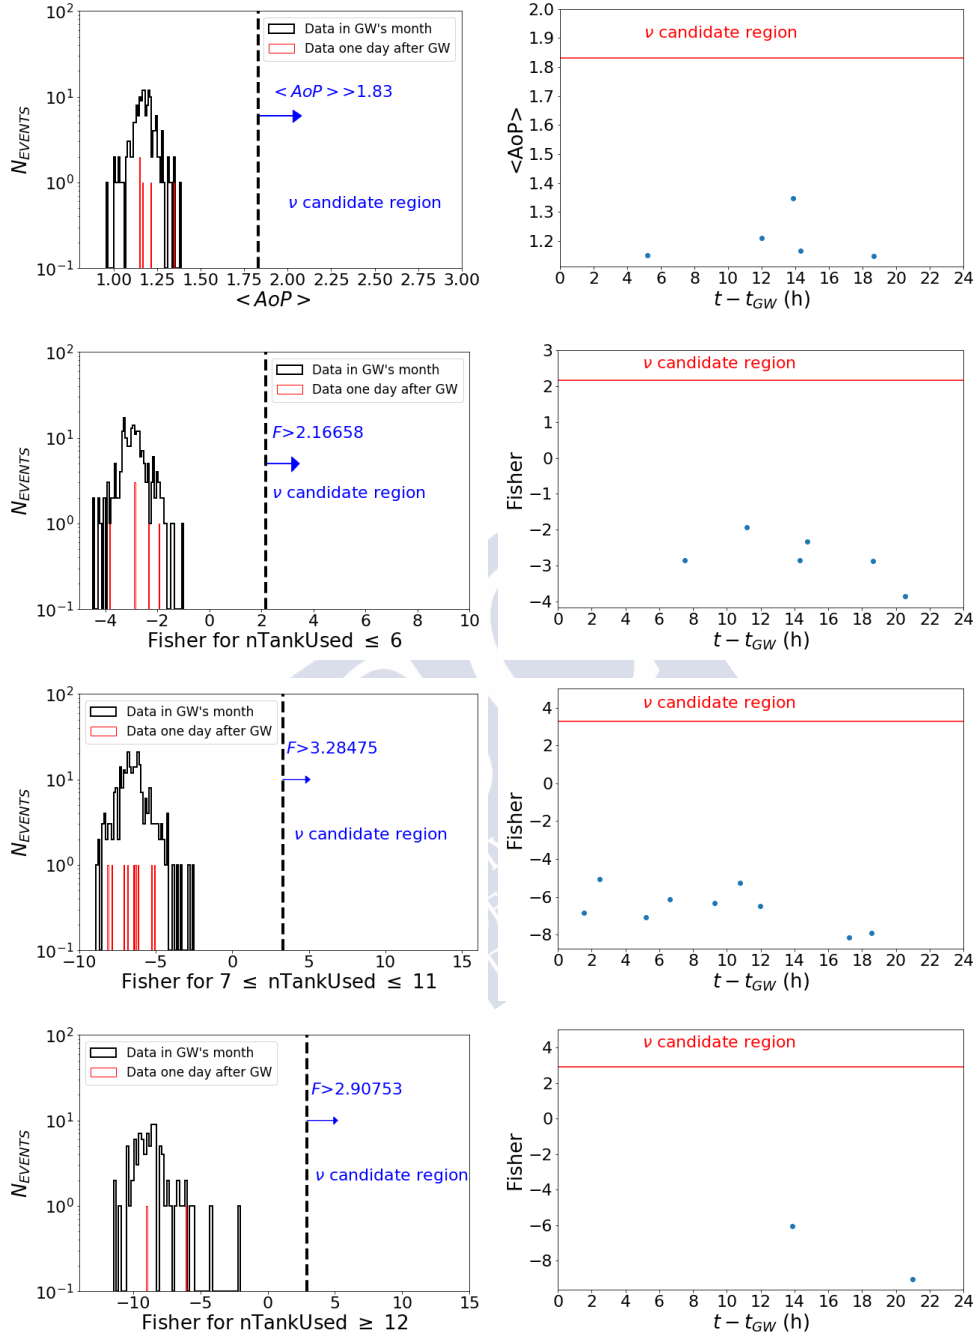 10²
10¹
10⁰
10⁻¹
N_EVENTS
Data in GW's month
Data one day after GW
<AoP> >1.83
ν candidate region
1.00 1.25 1.50 1.75 2.00 2.25 2.50 2.75 3.00
<AoP>
2.0
1.9
1.8
1.7
1.6
1.5
1.4
1.3
1.2
<AoP>
ν candidate region
0 2 4 6 8 10 12 14 16 18 20 22 24
t − t_GW (h)
10²
10¹
10⁰
10⁻¹
N_EVENTS
Data in GW's month
Data one day after GW
F>2.16658
ν candidate region
−4 −2 0 2 4 6 8 10
Fisher for nTankUsed ≤ 6
3
2
1
0
−1
−2
−3
−4
Fisher
ν candidate region
0 2 4 6 8 10 12 14 16 18 20 22 24
t − t_GW (h)
10²
10¹
10⁰
10⁻¹
N_EVENTS
Data in GW's month
Data one day after GW
F>3.28475
ν candidate region
−10 −5 0 5 10 15
Fisher for 7 ≤ nTankUsed ≤ 11
4
2
0
−2
−4
−6
−8
Fisher
ν candidate region
0 2 4 6 8 10 12 14 16 18 20 22 24
t − t_GW (h)
10²
10¹
10⁰
10⁻¹
N_EVENTS
Data in GW's month
Data one day after GW
F>2.90753
ν candidate region
−10 −5 0 5 10 15
Fisher for nTankUsed ≥ 12
4
2
0
−2
−4
−6
−8
Fisher
ν candidate region
0 2 4 6 8 10 12 14 16 18 20 22 24
t − t_GW (h)